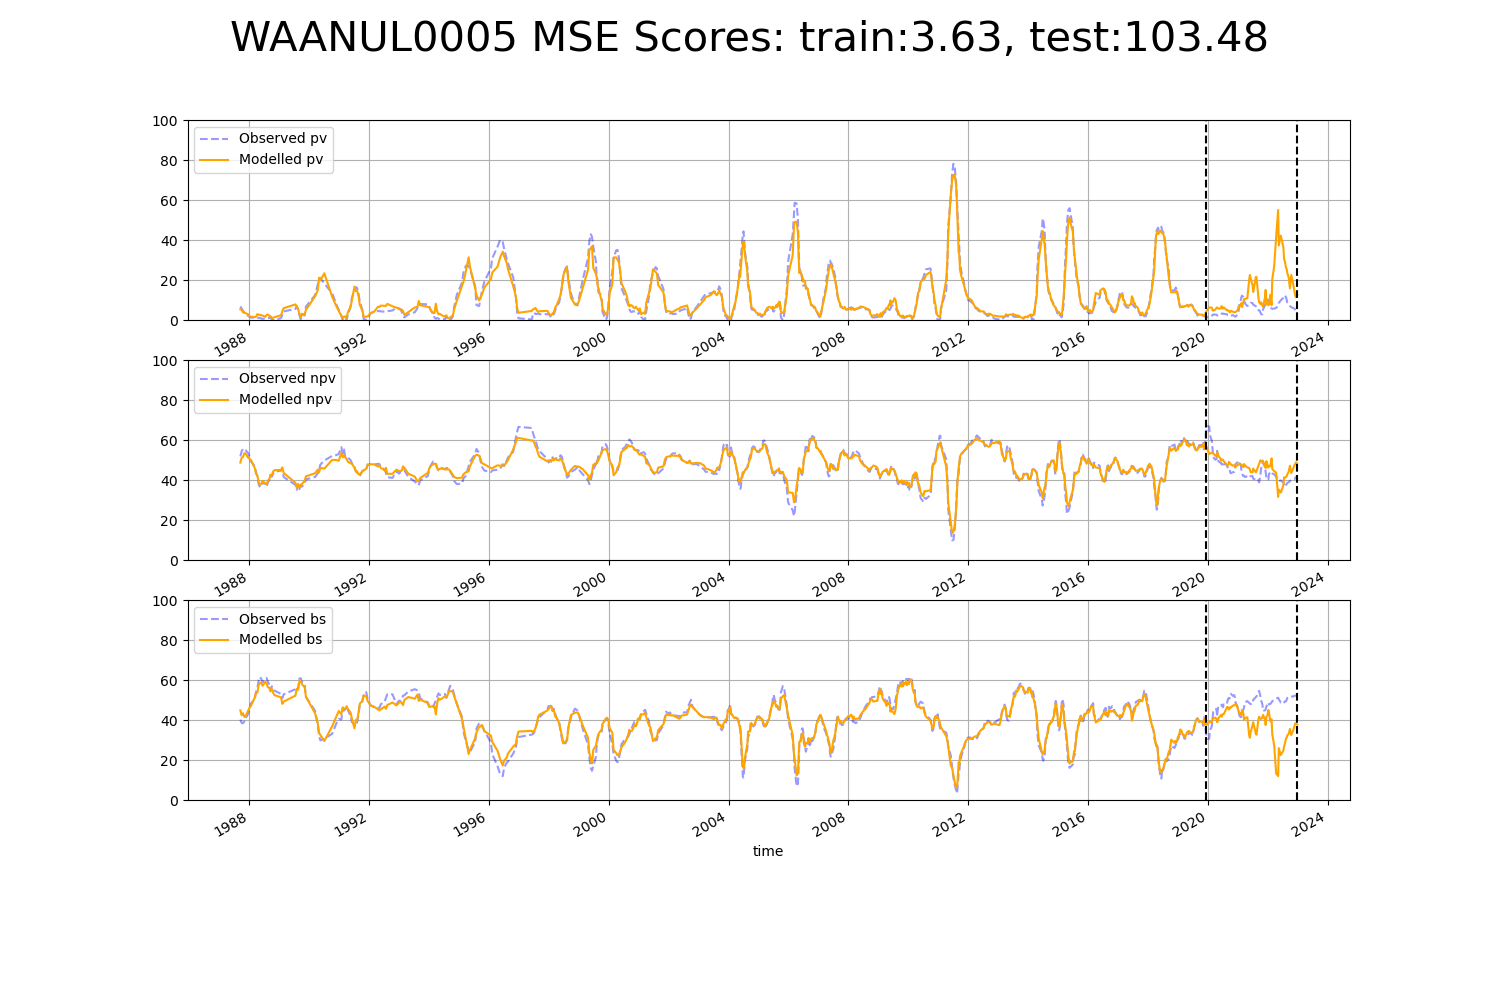 WAANUL0005 MSE Scores: train:3.63, test:103.48
100
80
60
40
20
0
Observed pv
Modelled pv
1988 1992 1996 2000 2004 2008 2012 2016 2020 2024
100
80
60
40
20
0
Observed npv
Modelled npv
1988 1992 1996 2000 2004 2008 2012 2016 2020 2024
100
80
60
40
20
0
Observed bs
Modelled bs
1988 1992 1996 2000 2004 2008 2012 2016 2020 2024
time